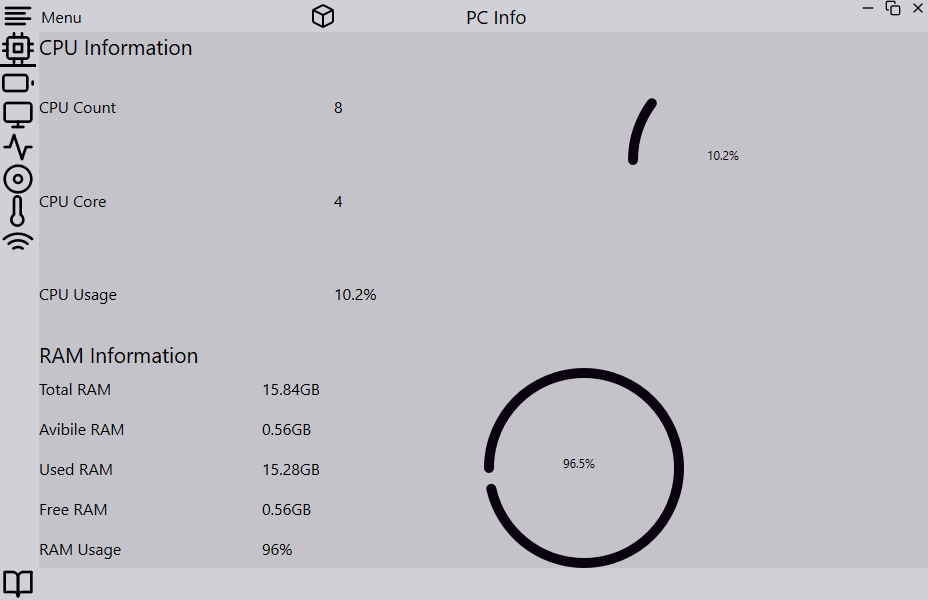 Menu
PC Info
CPU Information
CPU Count 8
10.2%
CPU Core 4
CPU Usage 10.2%
RAM Information
Total RAM 15.84GB
Avibile RAM 0.56GB
96.5%
Used RAM 15.28GB
Free RAM 0.56GB
RAM Usage 96%